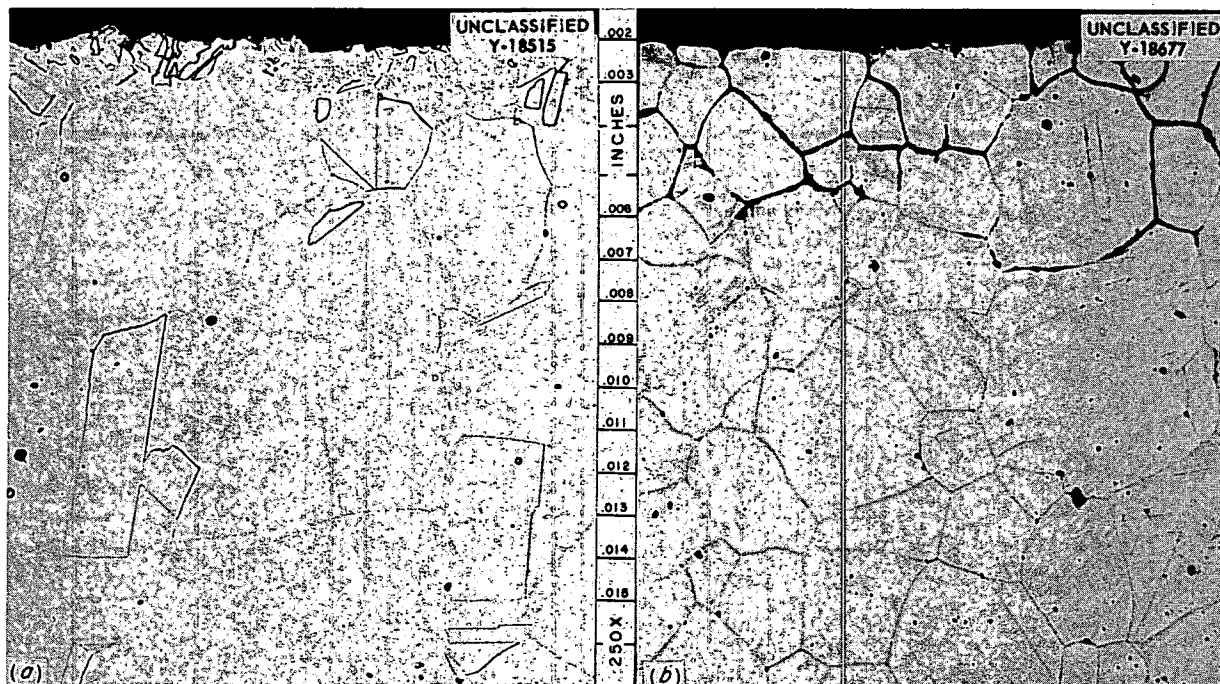 UNCLASSIFIED
Y-18515
UNCLASSIFIED
Y-18677
.002
.003
INCHES
.006
.007
.008
.009
.010
.011
.012
.013
.014
.015
250X
(a)
(b)